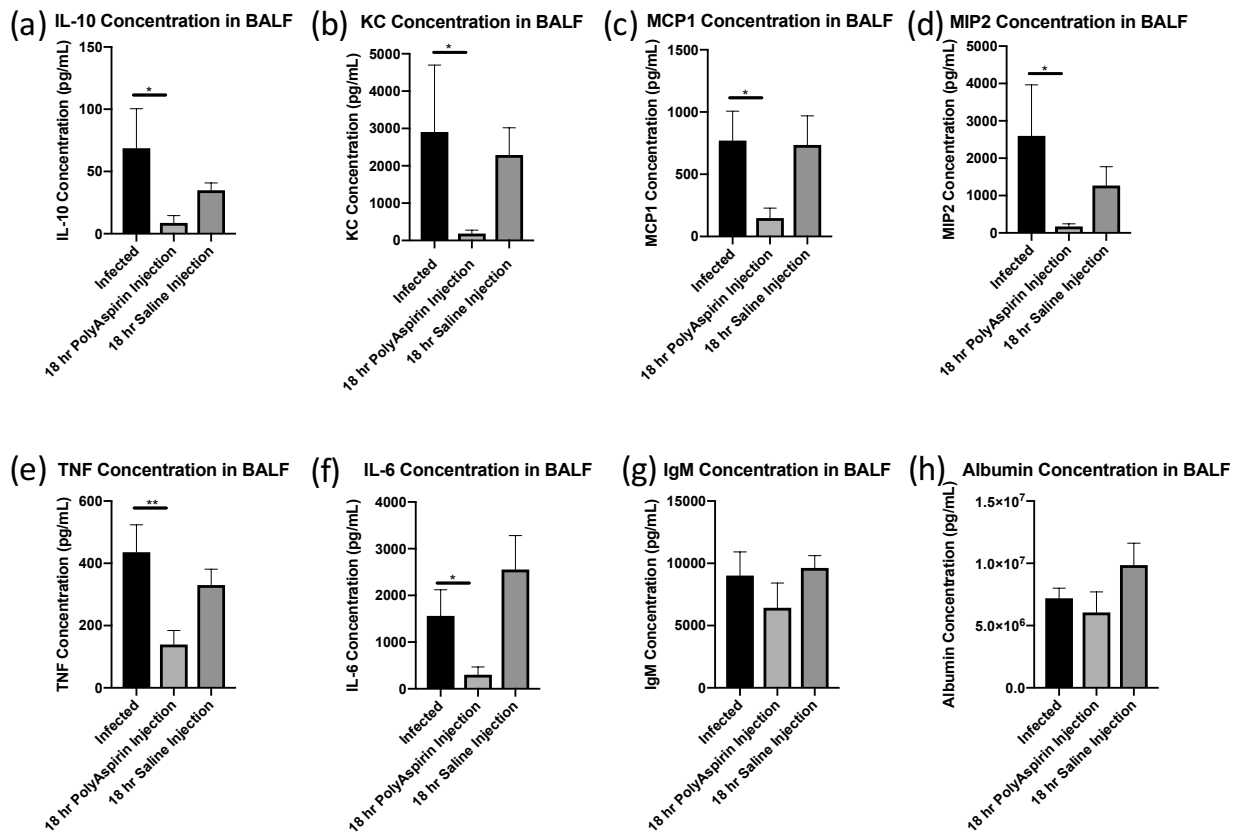 (a) IL-10 Concentration in BALF
IL-10 Concentration (pg/mL)
150
100
50
0
*
Infected
18 hr PolyAspirin Injection
18 hr Saline Injection
(b) KC Concentration in BALF
KC Concentration (pg/mL)
5000
4000
3000
2000
1000
0
*
Infected
18 hr PolyAspirin Injection
18 hr Saline Injection
(c) MCP1 Concentration in BALF
MCP1 Concentration (pg/mL)
1500
1000
500
0
*
Infected
18 hr PolyAspirin Injection
18 hr Saline Injection
(d) MIP2 Concentration in BALF
MIP2 Concentration (pg/mL)
5000
4000
3000
2000
1000
0
*
Infected
18 hr PolyAspirin Injection
18 hr Saline Injection
(e) TNF Concentration in BALF
TNF Concentration (pg/mL)
600
400
200
0
**
Infected
18 hr PolyAspirin Injection
18 hr Saline Injection
(f) IL-6 Concentration in BALF
IL-6 Concentration (pg/mL)
4000
3000
2000
1000
0
*
Infected
18 hr PolyAspirin Injection
18 hr Saline Injection
(g) IgM Concentration in BALF
IgM Concentration (pg/mL)
15000
10000
5000
0
Infected
18 hr PolyAspirin Injection
18 hr Saline Injection
(h) Albumin Concentration in BALF
Albumin Concentration (pg/mL)
1.5×10⁷
1.0×10⁷
5.0×10⁶
0.0
Infected
18 hr PolyAspirin Injection
18 hr Saline Injection